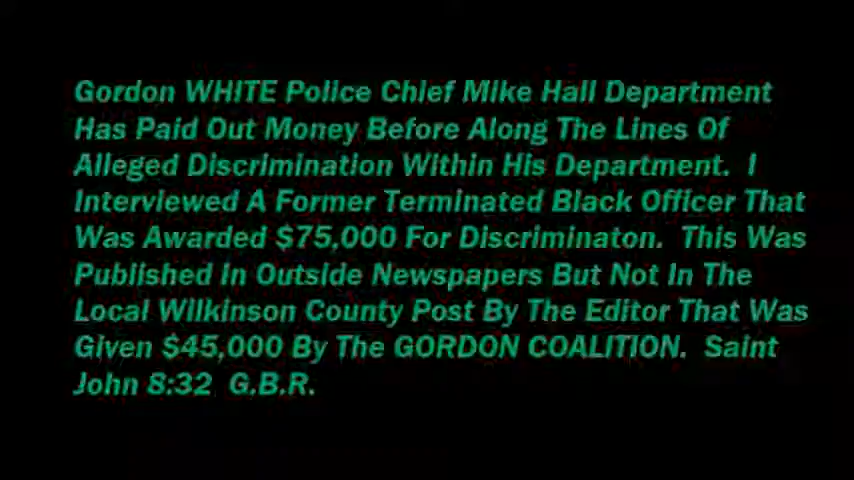 Gordon WHITE Police Chief Mike Hall Department
Has Paid Out Money Before Along The Lines Of
Alleged Discrimination Within His Department.  I
Interviewed A Former Terminated Black Officer That
Was Awarded $75,000 For Discriminaton.  This Was
Published In Outside Newspapers But Not In The
Local Wilkinson County Post By The Editor That Was
Given $45,000 By The GORDON COALITION.  Saint
John 8:32  G.B.R.